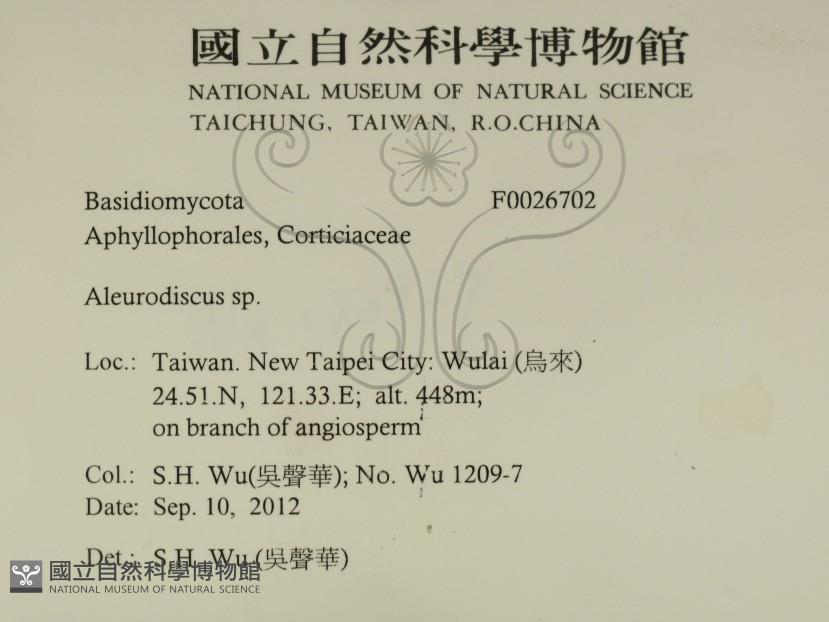 國立自然科學博物館
NATIONAL MUSEUM OF NATURAL SCIENCE
TAICHUNG, TAIWAN, R.O.CHINA
Basidiomycota F0026702
Aphyllophorales, Corticiaceae
Aleurodiscus sp.
Loc.: Taiwan. New Taipei City: Wulai (烏來)
24.51.N, 121.33.E; alt. 448m;
on branch of angiosperm
Col.: S.H. Wu(吳聲華); No. Wu 1209-7
Date: Sep. 10, 2012
Det.: S.H. Wu (吳聲華)
國立自然科學博物館
NATIONAL MUSEUM OF NATURAL SCIENCE